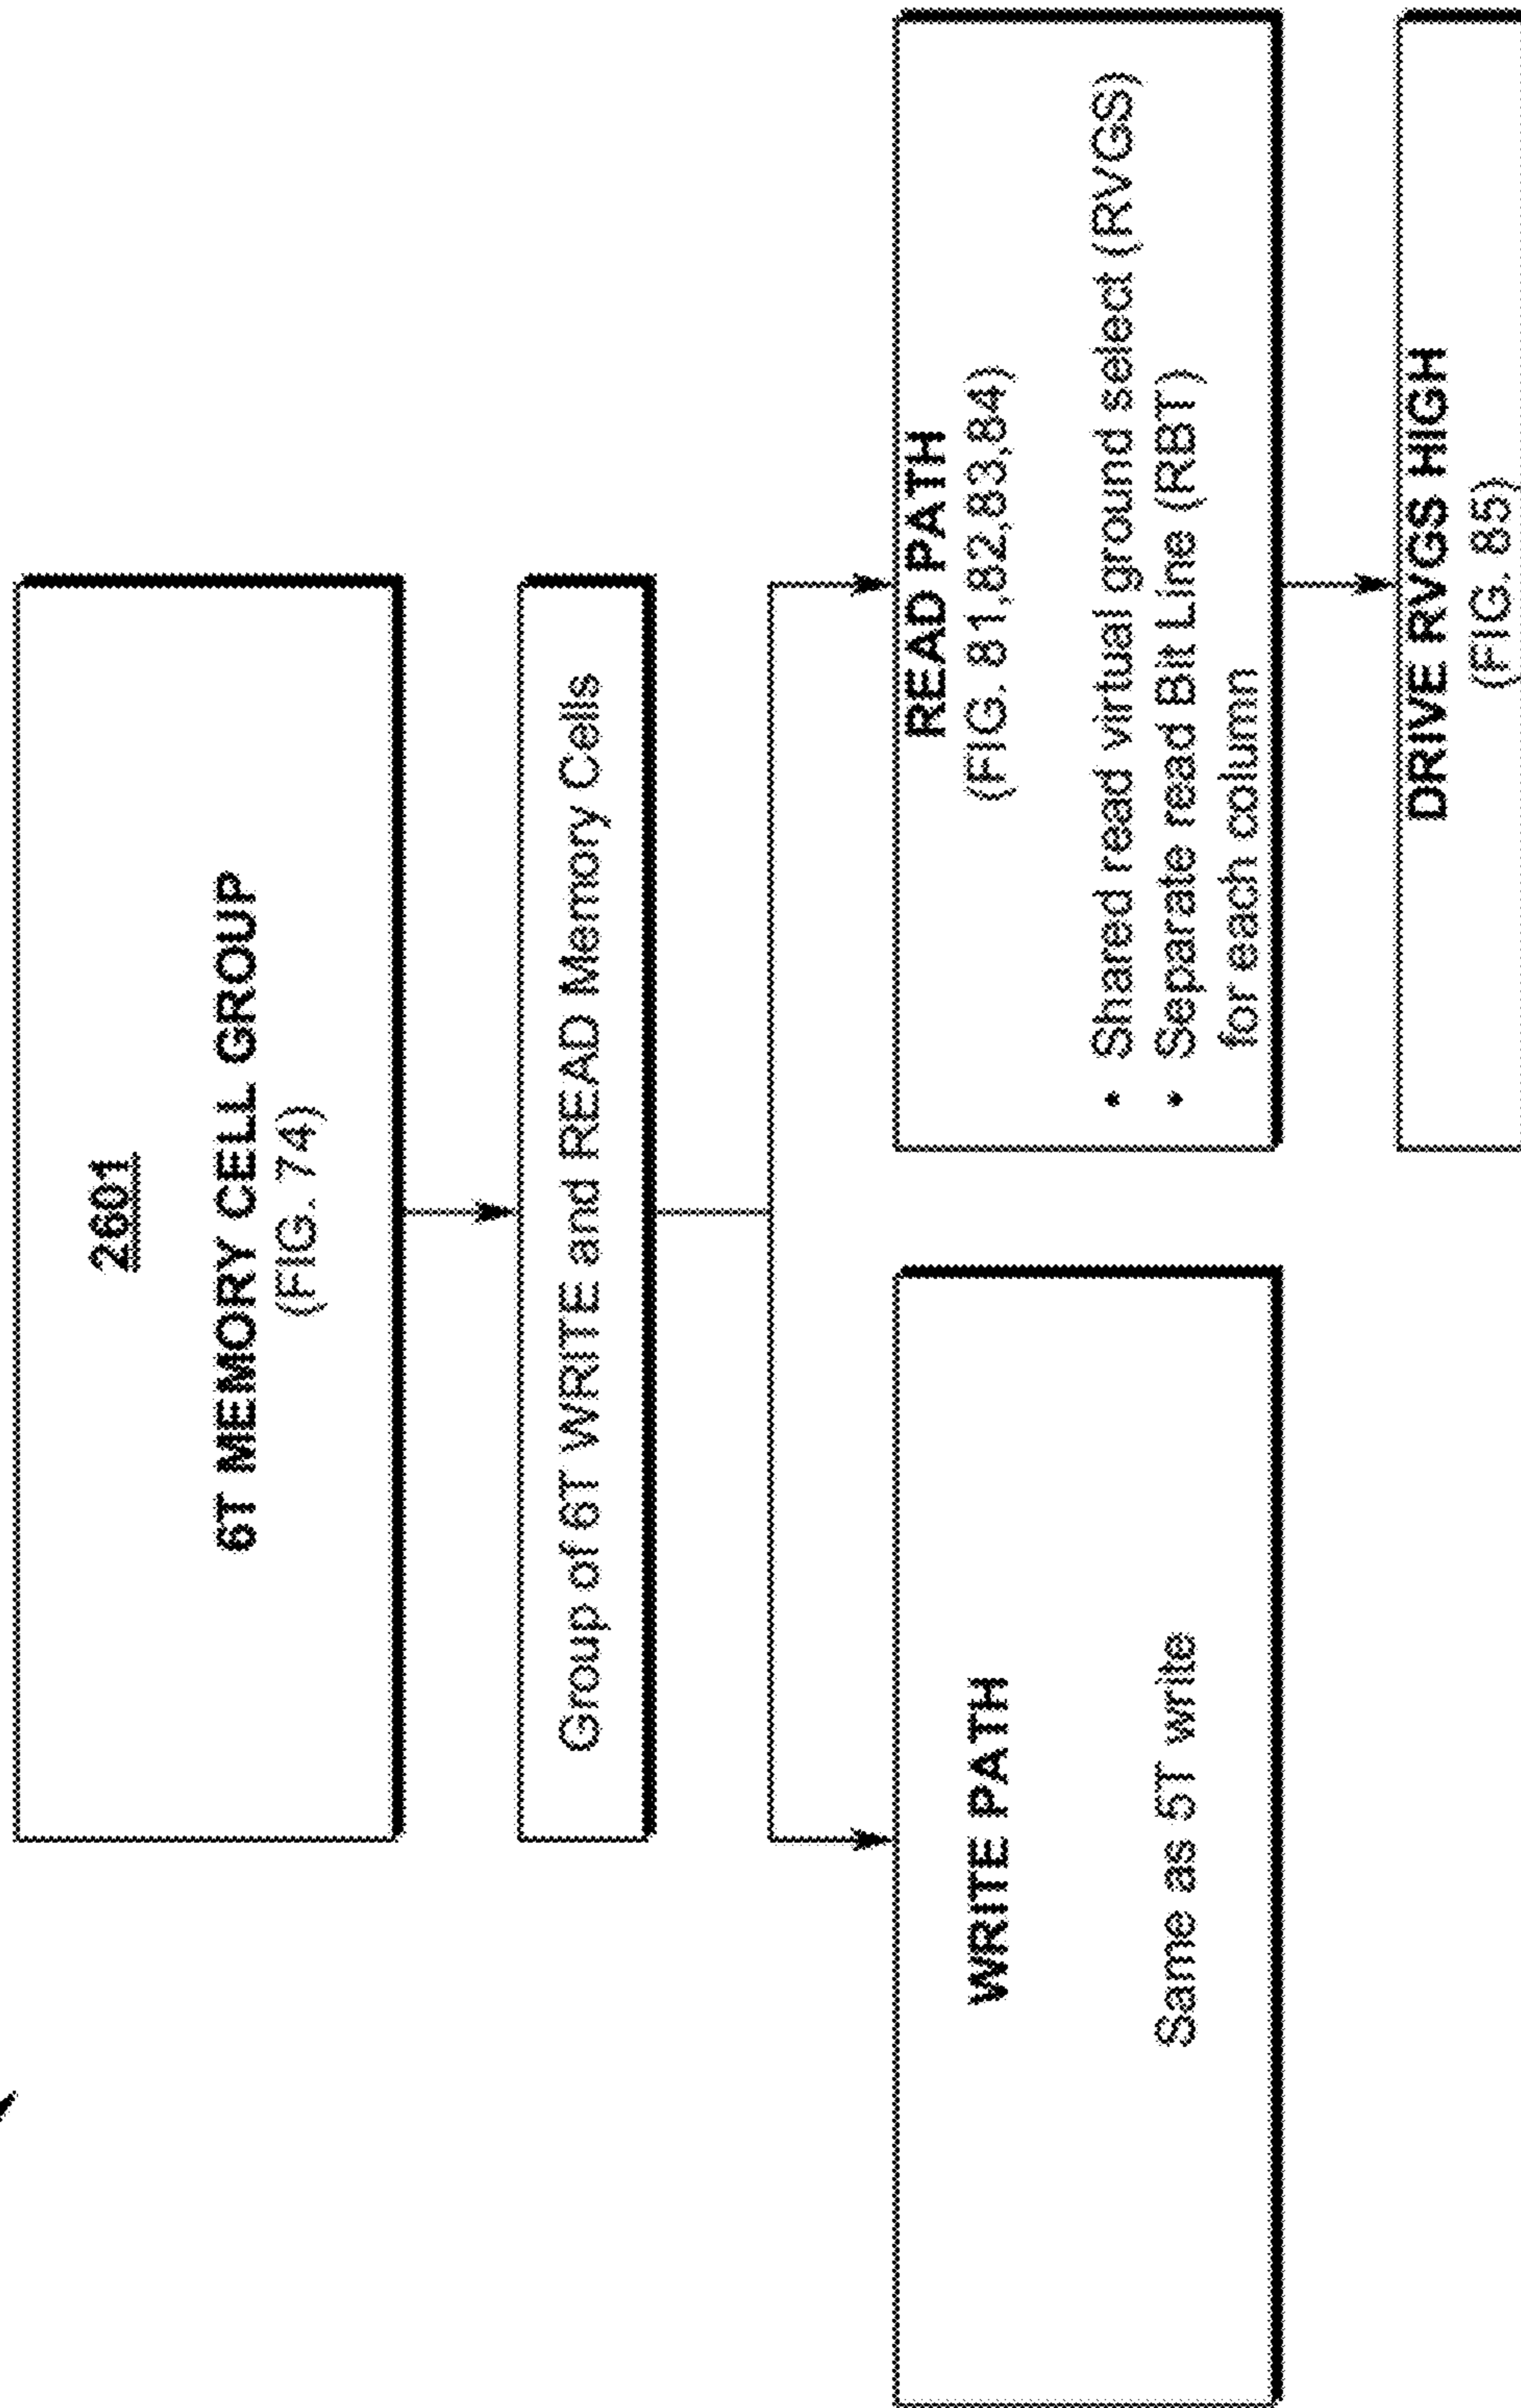 2601
6T MEMORY CELL GROUP
(FIG. 74)
Group of 6T WRITE and READ Memory Cells
WRITE PATH
Same as 5T write
READ PATH
(FIG. 81,82,83,84)
• Shared read virtual ground select (RVGS)
• Separate read Bit Line (RBT)
for each column
DRIVE RVGS HIGH
(FIG. 85)